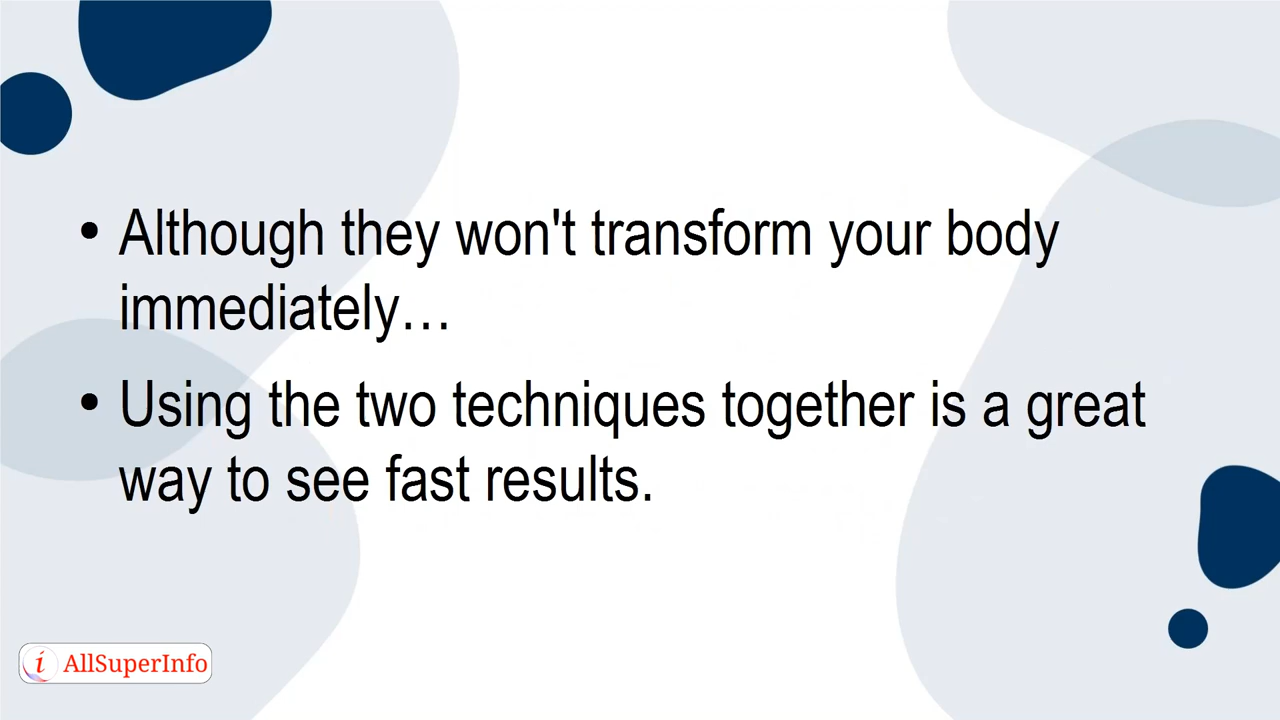 • Although they won't transform your body
immediately…
• Using the two techniques together is a great
way to see fast results.
i AllSuperInfo